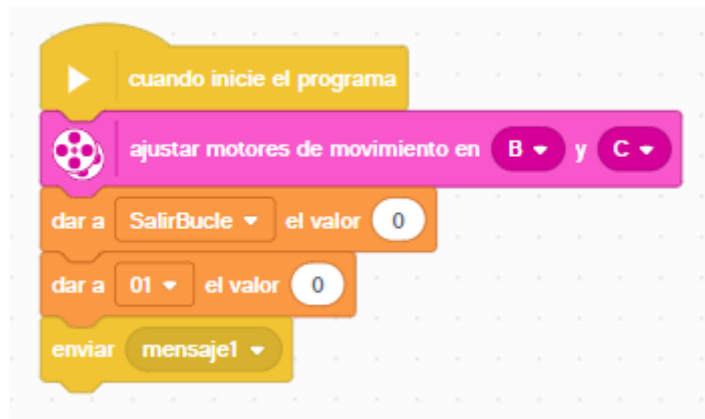 cuando inicie el programa
ajustar motores de movimiento en B y C
dar a SalirBucle el valor 0
dar a 01 el valor 0
enviar mensaje1